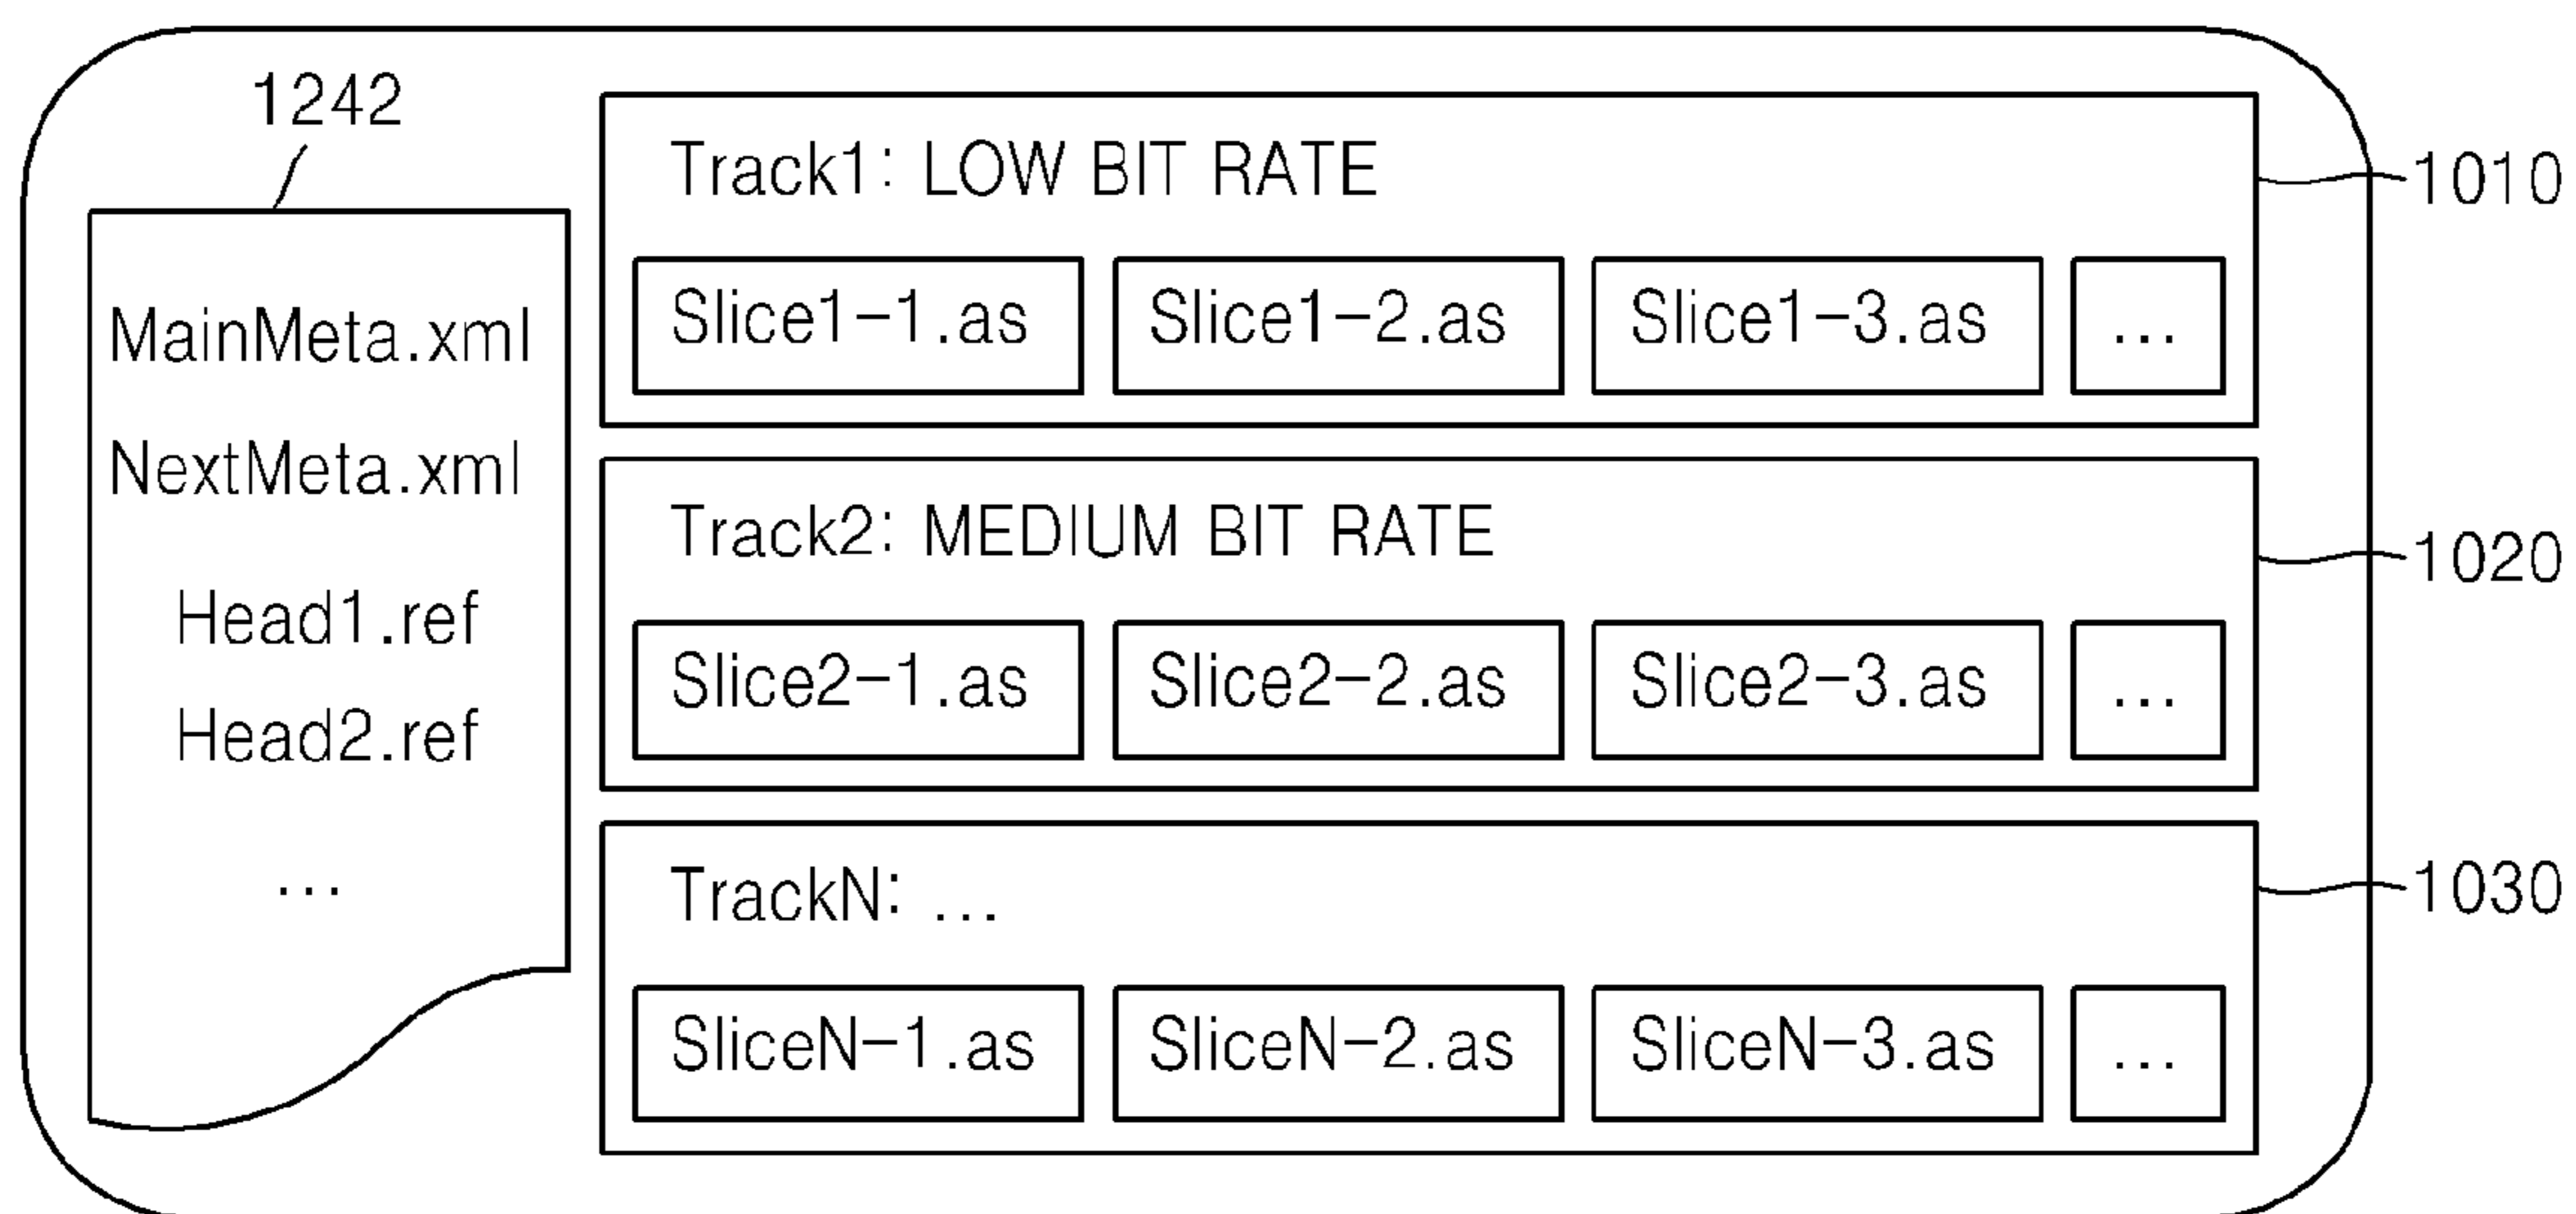 1242
MainMeta.xml
NextMeta.xml
Head1.ref
Head2.ref
...
Track1: LOW BIT RATE
1010
Slice1-1.as
Slice1-2.as
Slice1-3.as
...
Track2: MEDIUM BIT RATE
1020
Slice2-1.as
Slice2-2.as
Slice2-3.as
...
TrackN: ...
1030
SliceN-1.as
SliceN-2.as
SliceN-3.as
...